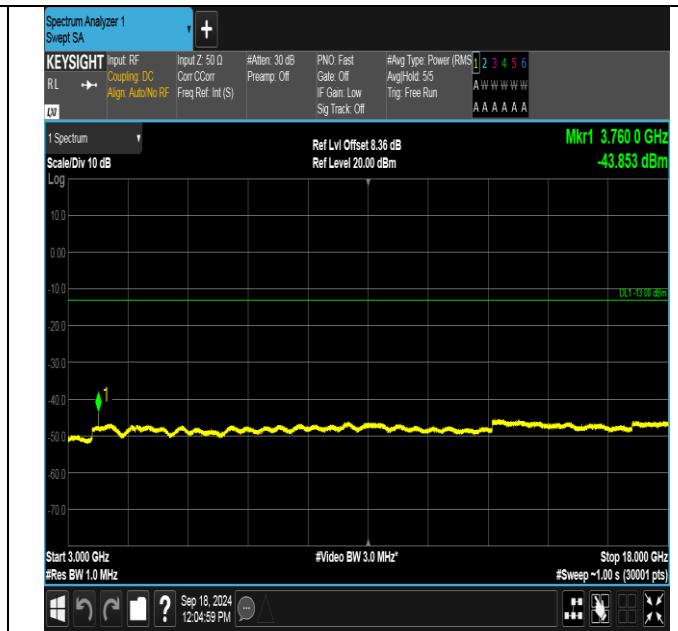 Spectrum Analyzer 1
Swept SA
+
KEYSIGHT
RL
LXI
Input: RF
Coupling: DC
Align: Auto/No RF
Input Z: 50 Ω
Corr CCorr
Freq Ref: Int (S)
#Atten: 30 dB
Preamp: Off
PNO: Fast
Gate: Off
IF Gain: Low
Sig Track: Off
#Avg Type: Power (RMS
Avg|Hold: 5/5
Trig: Free Run
1 2 3 4 5 6
A W W W W W
A A A A A A
1 Spectrum
Scale/Div 10 dB
Log
Ref Lvl Offset 8.36 dB
Ref Level 20.00 dBm
Mkr1 3.760 0 GHz
-43.853 dBm
10.0
0.00
-10.0
DL1 -13.00 dBm
-20.0
-30.0
-40.0
1
-50.0
-60.0
-70.0
Start 3.000 GHz
#Res BW 1.0 MHz
#Video BW 3.0 MHz*
Stop 18.000 GHz
#Sweep ~1.00 s (30001 pts)
?
Sep 18, 2024
12:04:59 PM